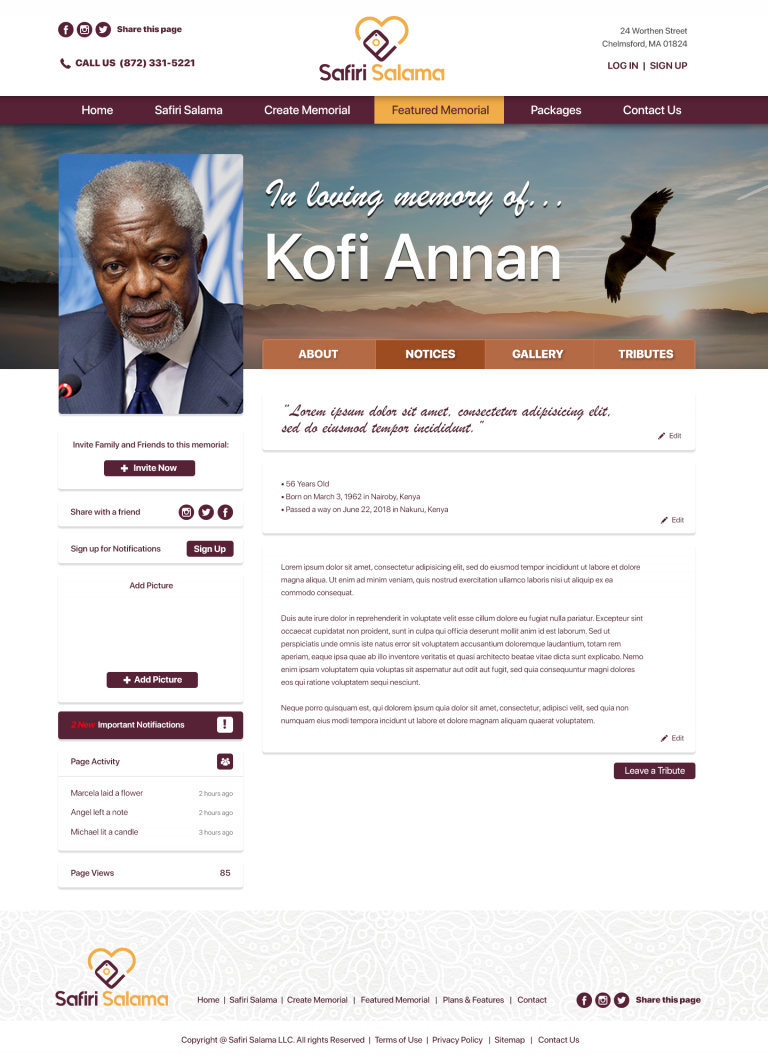 Share this page
CALL US (872) 331-5221
Safiri Salama
24 Worthen Street
Chelmsford, MA 01824
LOG IN | SIGN UP
Home Safiri Salama Create Memorial Featured Memorial Packages Contact Us
In loving memory of...
Kofi Annan
ABOUT NOTICES GALLERY TRIBUTES
Invite Family and Friends to this memorial:
Invite Now
Share with a friend
Sign up for Notifications Sign Up
Add Picture
Add Picture
2 New Important Notifiactions !
Page Activity
Marcela laid a flower 2 hours ago
Angel left a note 2 hours ago
Michael lit a candle 3 hours ago
Page Views 85
"Lorem ipsum dolor sit amet, consectetur adipisicing elit,
sed do eiusmod tempor incididunt."
Edit
• 56 Years Old
• Born on March 3, 1962 in Nairoby, Kenya
• Passed a way on June 22, 2018 in Nakuru, Kenya
Edit
Lorem ipsum dolor sit amet, consectetur adipisicing elit, sed do eiusmod tempor incididunt ut labore et dolore
magna aliqua. Ut enim ad minim veniam, quis nostrud exercitation ullamco laboris nisi ut aliquip ex ea
commodo consequat.
Duis aute irure dolor in reprehenderit in voluptate velit esse cillum dolore eu fugiat nulla pariatur. Excepteur sint
occaecat cupidatat non proident, sunt in culpa qui officia deserunt mollit anim id est laborum. Sed ut
perspiciatis unde omnis iste natus error sit voluptatem accusantium doloremque laudantium, totam rem
aperiam, eaque ipsa quae ab illo inventore veritatis et quasi architecto beatae vitae dicta sunt explicabo. Nemo
enim ipsam voluptatem quia voluptas sit aspernatur aut odit aut fugit, sed quia consequuntur magni dolores
eos qui ratione voluptatem sequi nesciunt.
Neque porro quisquam est, qui dolorem ipsum quia dolor sit amet, consectetur, adipisci velit, sed quia non
numquam eius modi tempora incidunt ut labore et dolore magnam aliquam quaerat voluptatem.
Edit
Leave a Tribute
Safiri Salama
Home | Safiri Salama | Create Memorial | Featured Memorial | Plans & Features | Contact
Share this page
Copyright @ Safiri Salama LLC. All rights Reserved | Terms of Use | Privacy Policy | Sitemap | Contact Us